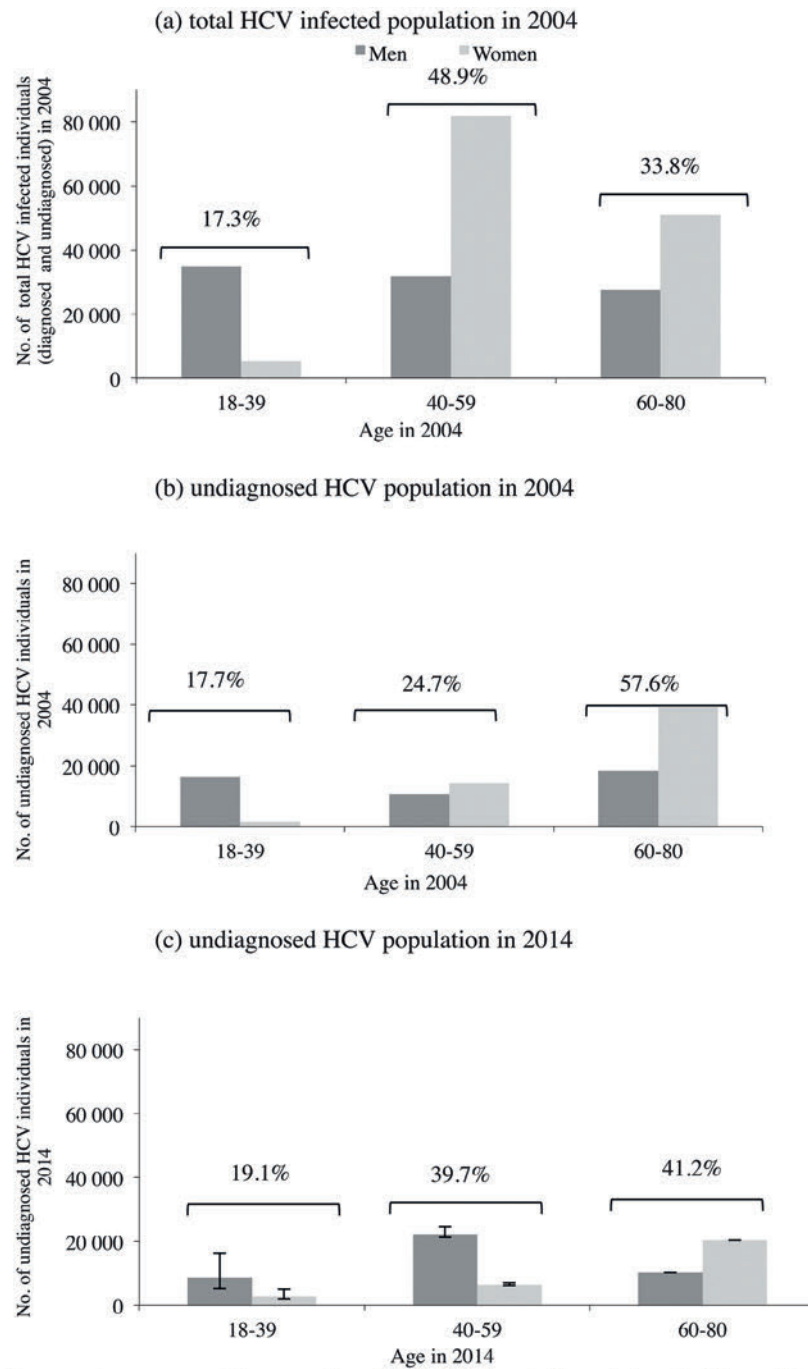 (a) total HCV infected population in 2004
Men Women
No. of total HCV infected individuals
(diagnosed and undiagnosed) in 2004
80 000
60 000
40 000
20 000
0
17.3%
48.9%
33.8%
18-39 40-59 60-80
Age in 2004
(b) undiagnosed HCV population in 2004
No. of undiagnosed HCV individuals in
2004
80 000
60 000
40 000
20 000
0
17.7%
24.7%
57.6%
18-39 40-59 60-80
Age in 2004
(c) undiagnosed HCV population in 2014
No. of undiagnosed HCV individuals in
2014
80 000
60 000
40 000
20 000
0
19.1%
39.7%
41.2%
18-39 40-59 60-80
Age in 2014